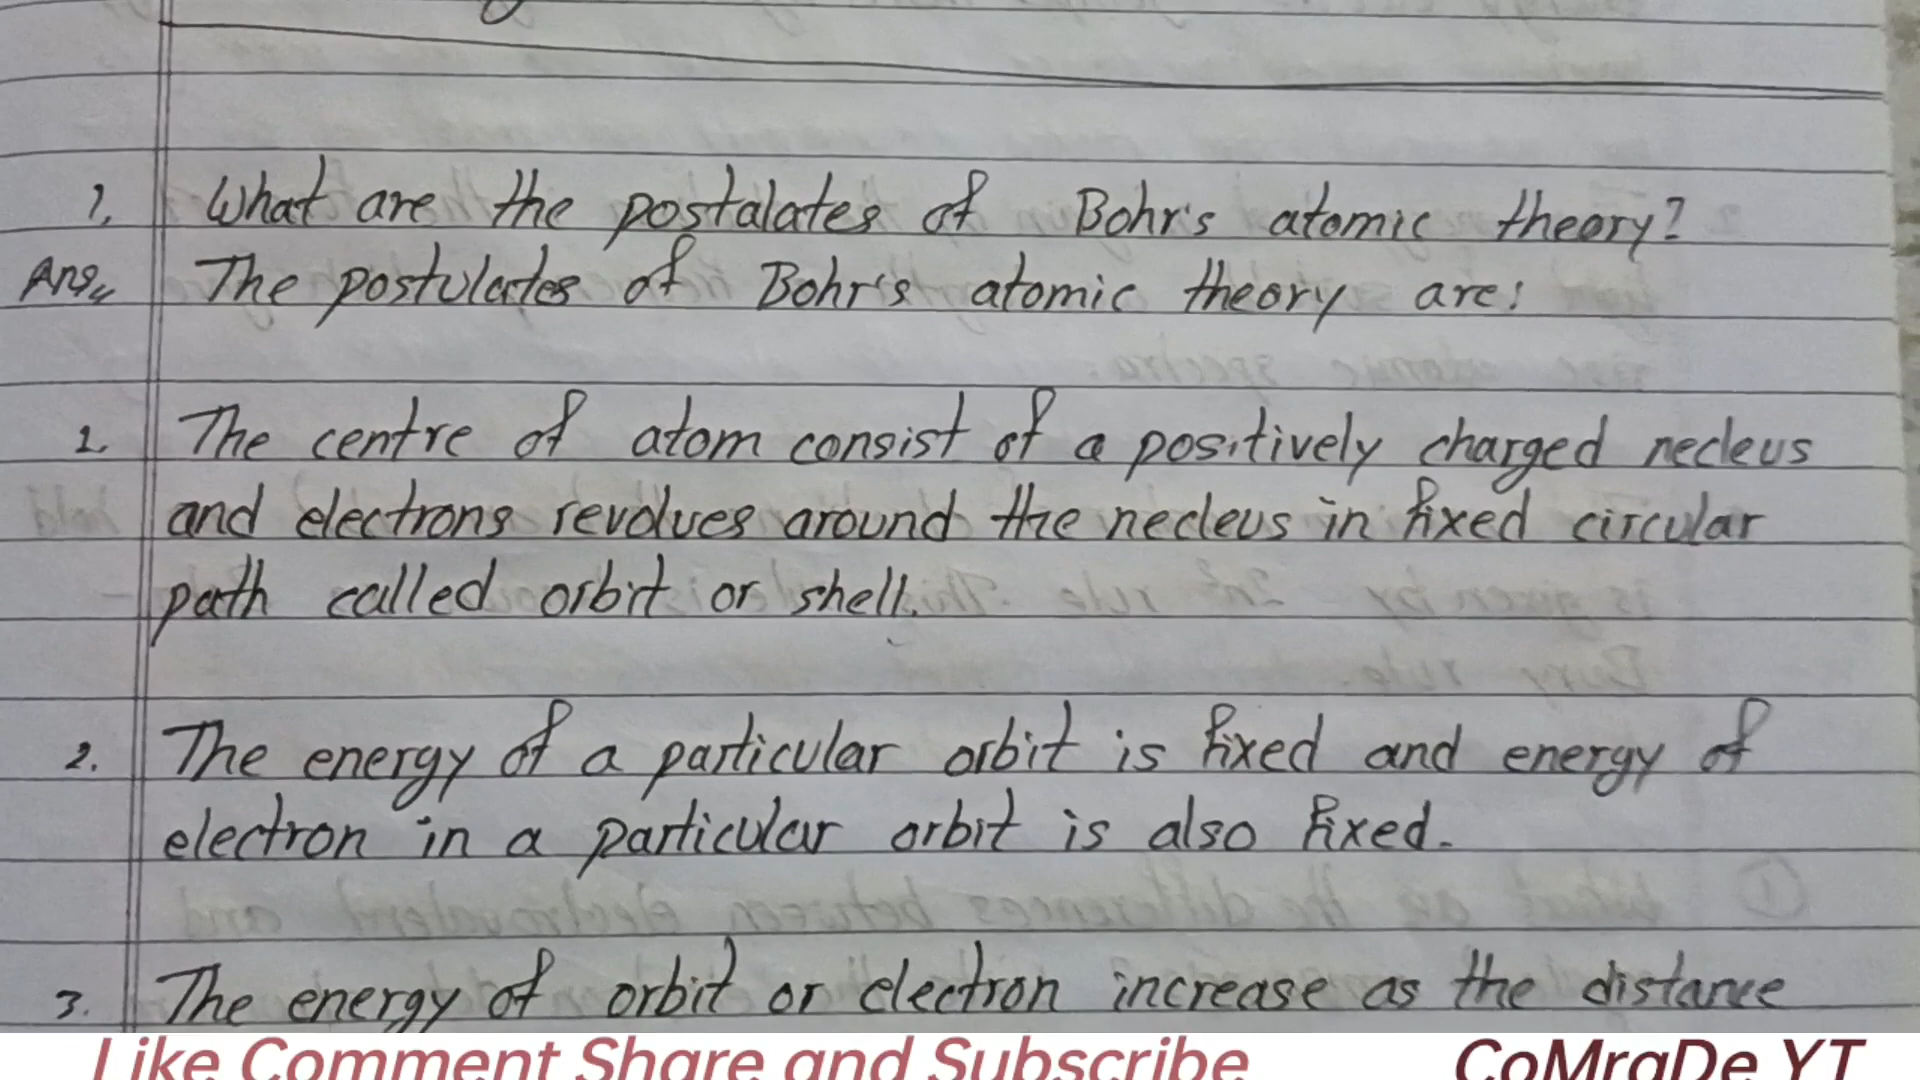 1. What are the postalates of Bohr's atomic theory?
Ans, The postulates of Bohr's atomic theory are:
1. The centre of atom consist of a positively charged necleus
and electrons revolves around the necleus in fixed circular
path called orbit or shell.
2. The energy of a particular orbit is fixed and energy of
electron in a particular orbit is also fixed.
3. The energy of orbit or electron increase as the distance
Like Comment Share and Subscribe CoMraDe YT